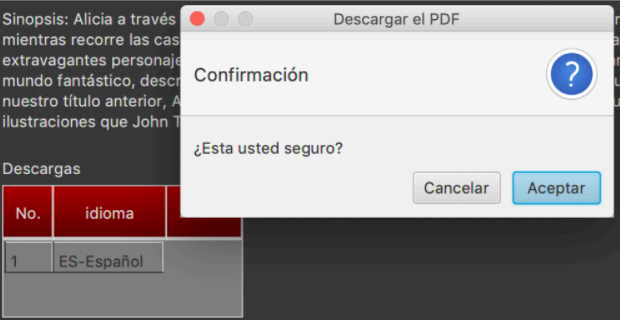 Descargar el PDF
Sinopsis: Alicia a través
mientras recorre las cas
Confirmación
extravagantes personaje
mundo fantástico, descr
nuestro título anterior, A
ilustraciones que John T
¿Esta usted seguro?
Descargas
Cancelar Aceptar
No. idioma
1 ES-Español